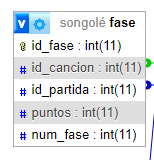 v songolé fase
id_fase : int(11)
# id_cancion : int(11)
# id_partida : int(11)
# puntos : int(11)
# num_fase : int(11)